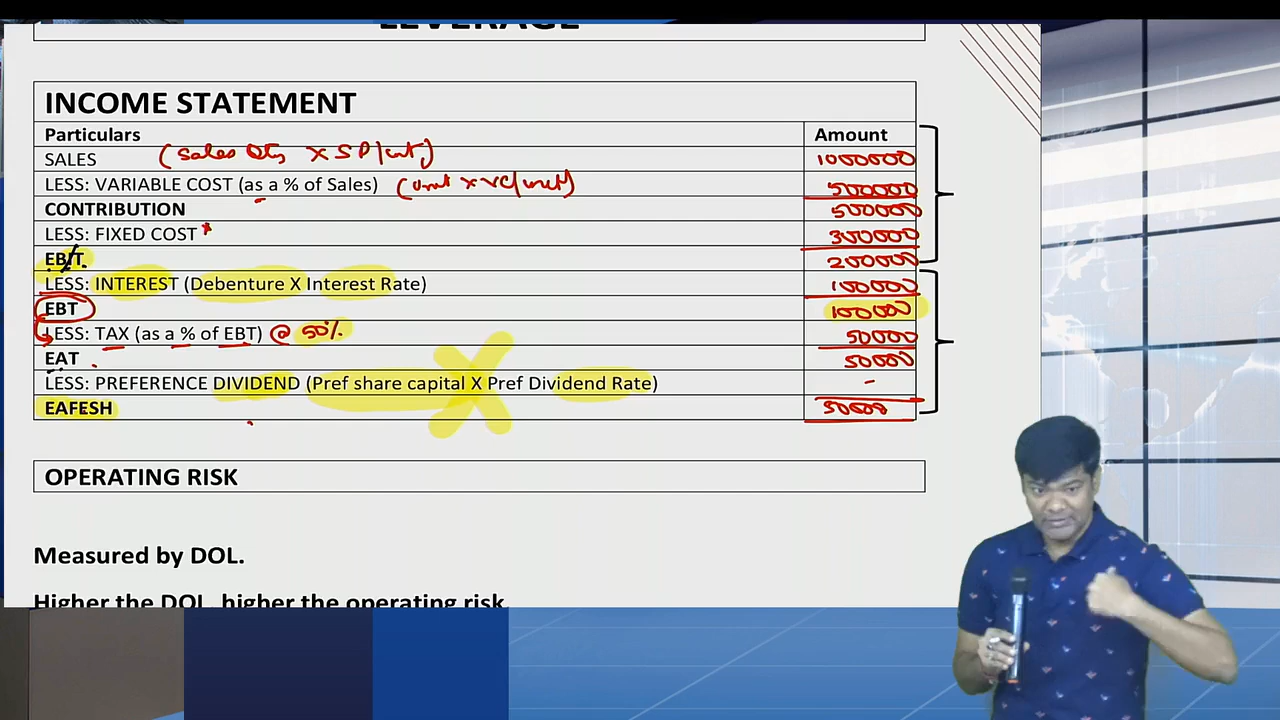 LEVERAGE
INCOME STATEMENT
Particulars Amount
SALES (Sales Qty X SP/unt) 1000000
LESS: VARIABLE COST (as a % of Sales) (unit x VC/unit) 500000
CONTRIBUTION 500000
LESS: FIXED COST 300000
EBIT 200000
LESS: INTEREST (Debenture X Interest Rate) 100000
EBT 100000
LESS: TAX (as a % of EBT) @ 50% 50000
EAT 50000
LESS: PREFERENCE DIVIDEND (Pref share capital X Pref Dividend Rate) -
EAFESH 50000
OPERATING RISK
Measured by DOL.
Higher the DOL, higher the operating risk